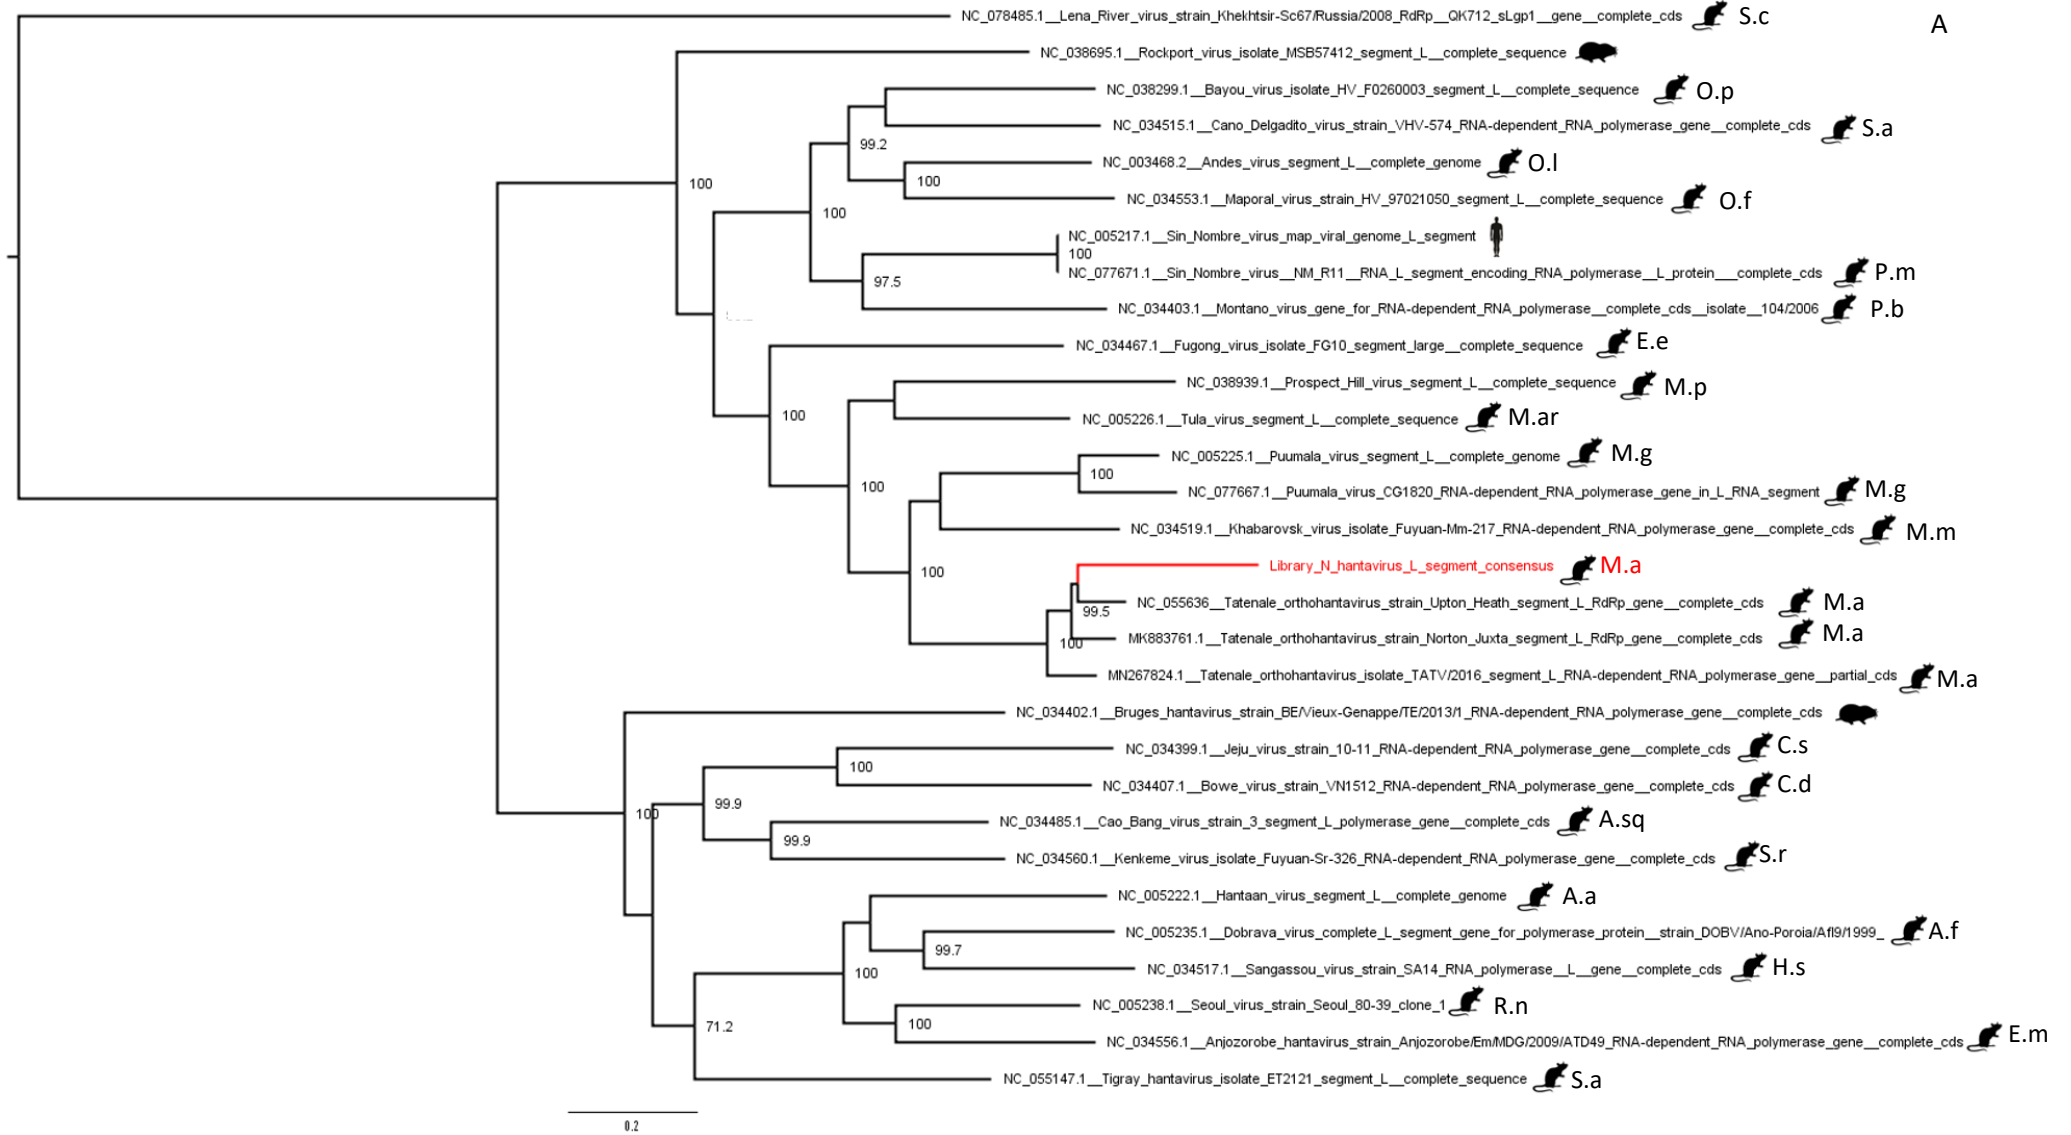 NC_078485.1__Lena_River_virus_strain_Khekhtsir-Sc67/Russia/2008_RdRp__QK712_sLgp1__gene__complete_cds S.c
A
NC_038695.1__Rockport_virus_isolate_MSB57412_segment_L__complete_sequence
NC_038299.1__Bayou_virus_isolate_HV_F0260003_segment_L__complete_sequence O.p
NC_034515.1__Cano_Delgadito_virus_strain_VHV-574_RNA-dependent_RNA_polymerase_gene__complete_cds S.a
99.2
NC_003468.2__Andes_virus_segment_L__complete_genome O.l
100
100
NC_034553.1__Maporal_virus_strain_HV_97021050_segment_L__complete_sequence O.f
100
NC_005217.1__Sin_Nombre_virus_map_viral_genome_L_segment
100
NC_077671.1__Sin_Nombre_virus__NM_R11__RNA_L_segment_encoding_RNA_polymerase__L_protein___complete_cds P.m
97.5
NC_034403.1__Montano_virus_gene_for_RNA-dependent_RNA_polymerase__complete_cds__isolate__104/2006 P.b
NC_034467.1__Fugong_virus_isolate_FG10_segment_large__complete_sequence E.e
NC_038939.1__Prospect_Hill_virus_segment_L__complete_sequence M.p
100
NC_005226.1__Tula_virus_segment_L__complete_sequence M.ar
NC_005225.1__Puumala_virus_segment_L__complete_genome M.g
100
100
NC_077667.1__Puumala_virus_CG1820_RNA-dependent_RNA_polymerase_gene_in_L_RNA_segment M.g
NC_034519.1__Khabarovsk_virus_isolate_Fuyuan-Mm-217_RNA-dependent_RNA_polymerase_gene__complete_cds M.m
100
Library_N_hantavirus_L_segment_consensus M.a
NC_055636__Tatenale_orthohantavirus_strain_Upton_Heath_segment_L_RdRp_gene__complete_cds M.a
99.5
MK883761.1__Tatenale_orthohantavirus_strain_Norton_Juxta_segment_L_RdRp_gene__complete_cds M.a
100
MN267824.1__Tatenale_orthohantavirus_isolate_TATV/2016_segment_L_RNA-dependent_RNA_polymerase_gene__partial_cds M.a
NC_034402.1__Bruges_hantavirus_strain_BE/Vieux-Genappe/TE/2013/1_RNA-dependent_RNA_polymerase_gene__complete_cds
NC_034399.1__Jeju_virus_strain_10-11_RNA-dependent_RNA_polymerase_gene__complete_cds C.s
100
NC_034407.1__Bowe_virus_strain_VN1512_RNA-dependent_RNA_polymerase_gene__complete_cds C.d
99.9
100
NC_034485.1__Cao_Bang_virus_strain_3_segment_L_polymerase_gene__complete_cds A.sq
99.9
NC_034560.1__Kenkeme_virus_isolate_Fuyuan-Sr-326_RNA-dependent_RNA_polymerase_gene__complete_cds S.r
NC_005222.1__Hantaan_virus_segment_L__complete_genome A.a
NC_005235.1__Dobrava_virus_complete_L_segment_gene_for_polymerase_protein__strain_DOBV/Ano-Poroia/Afl9/1999_ A.f
99.7
NC_034517.1__Sangassou_virus_strain_SA14_RNA_polymerase__L__gene__complete_cds H.s
100
NC_005238.1__Seoul_virus_strain_Seoul_80-39_clone_1 R.n
100
71.2
NC_034556.1__Anjozorobe_hantavirus_strain_Anjozorobe/Em/MDG/2009/ATD49_RNA-dependent_RNA_polymerase_gene__complete_cds E.m
NC_055147.1__Tigray_hantavirus_isolate_ET2121_segment_L__complete_sequence S.a
0.2